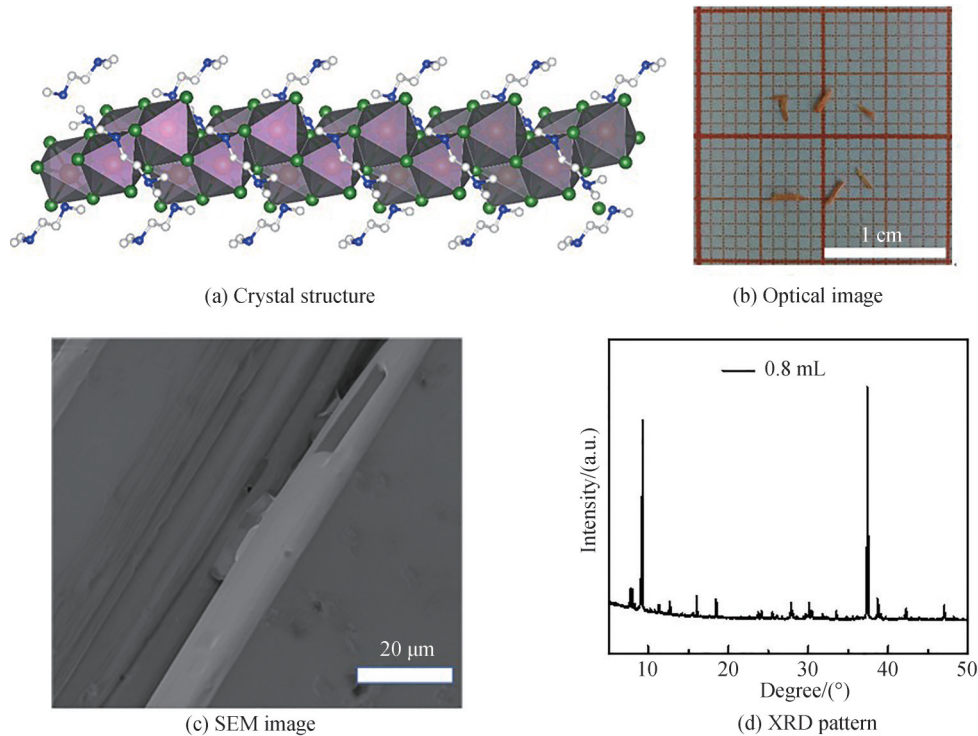 (a) Crystal structure
1 cm
(b) Optical image
20 μm
(c) SEM image
0.8 mL
Intensity/(a.u.)
10
20
30
40
50
Degree/(°)
(d) XRD pattern